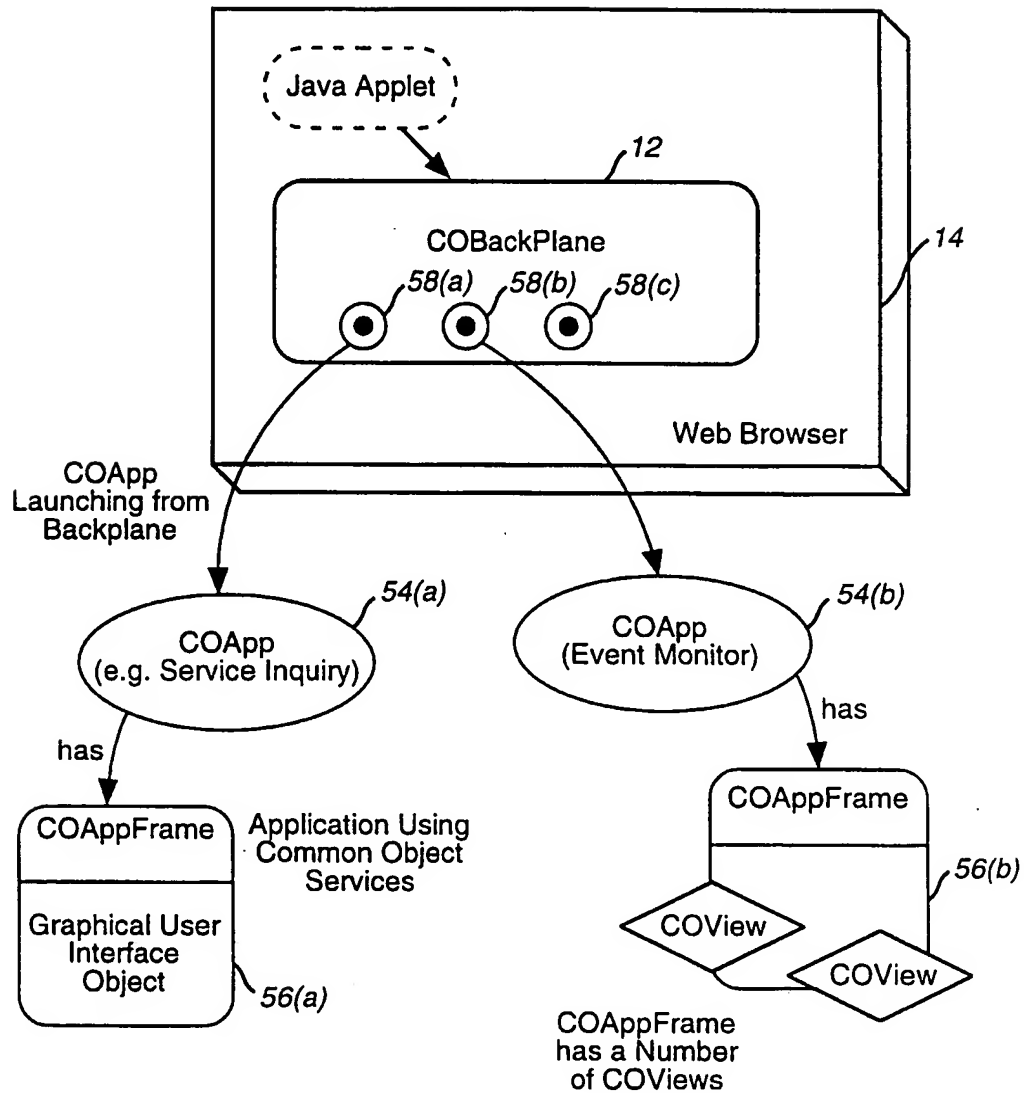 Java Applet
12
COBackPlane
14
58(a)
58(b)
58(c)
Web Browser
COApp
Launching from
Backplane
54(a)
COApp
(e.g. Service Inquiry)
54(b)
COApp
(Event Monitor)
has
has
COAppFrame
Application Using
Common Object
Services
Graphical User
Interface
Object
56(a)
COAppFrame
56(b)
COView
COView
COAppFrame
has a Number
of COViews